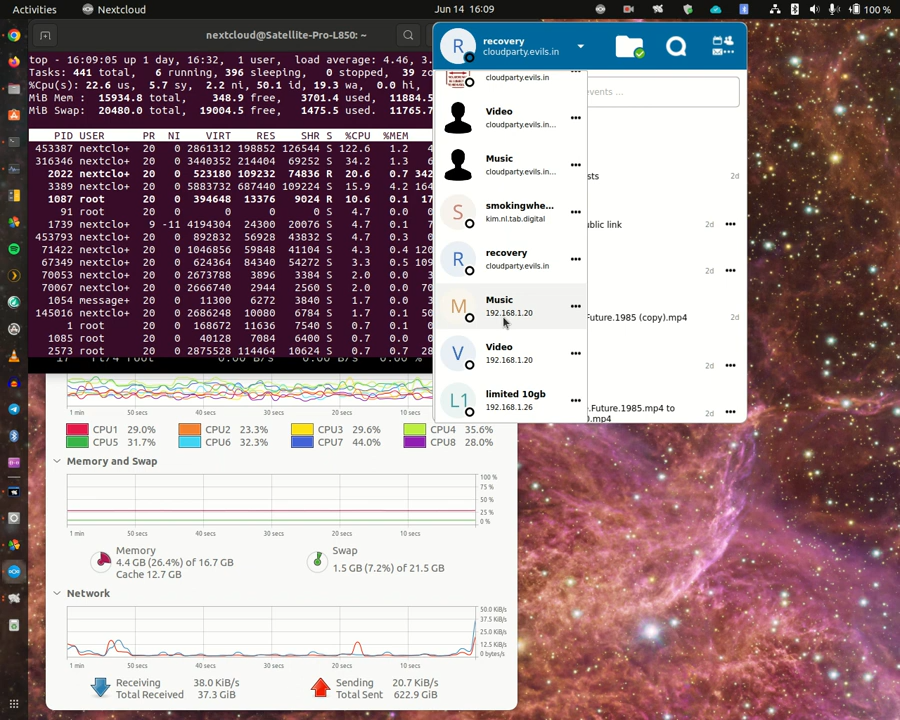 Activities
Nextcloud
Jun 14 16:09
100 %
nextcloud@Satellite-Pro-L850: ~
top - 16:09:05 up 1 day, 16:32, 1 user, load average: 4.46, 3.
Tasks: 441 total, 6 running, 396 sleeping, 0 stopped, 39 zo
%Cpu(s): 22.6 us, 5.7 sy, 2.2 ni, 50.1 id, 19.3 wa, 0.0 hi,
MiB Mem : 15934.8 total, 348.9 free, 3701.4 used, 11884.5
MiB Swap: 20480.0 total, 19004.5 free, 1475.5 used. 11765.7
PID USER PR NI VIRT RES SHR S %CPU %MEM
453387 nextclo+ 20 0 2861312 198852 126544 S 122.6 1.2
316346 nextclo+ 20 0 3440352 214404 69252 S 34.2 1.3
2022 nextclo+ 20 0 523180 109232 74836 R 20.6 0.7 342
3389 nextclo+ 20 0 5883732 687440 109224 S 15.9 4.2 164
1087 root 20 0 394648 13376 9024 R 10.6 0.1 17
91 root 20 0 0 0 0 S 4.7 0.0
1739 nextclo+ 9 -11 4194304 24300 20076 S 4.7 0.1 7
453793 nextclo+ 20 0 892832 56928 43832 S 4.7 0.3
71422 nextclo+ 20 0 1046856 59848 41104 S 4.3 0.4 120
67349 nextclo+ 20 0 624364 84340 54272 S 3.3 0.5 109
70053 nextclo+ 20 0 2673788 3896 3384 S 2.0 0.0
70067 nextclo+ 20 0 2666740 2944 2560 S 2.0 0.0
1054 message+ 20 0 11300 6272 3840 S 1.7 0.0
145016 nextclo+ 20 0 2686248 10080 6784 S 1.7 0.1 50
1 root 20 0 168672 11636 7540 S 0.7 0.1
1085 root 20 0 40128 7084 6400 S 0.7 0.0
2573 root 20 0 2875528 114464 10624 S 0.7 0.7 28
recovery
cloudparty.evils.in
cloudparty.evils.in
Video
cloudparty.evils.in...
Music
cloudparty.evils.in...
smokingwhe...
kim.nl.tab.digital
recovery
cloudparty.evils.in
Music
192.168.1.20
Video
192.168.1.20
limited 10gb
192.168.1.26
R
S
R
M
V
L1
events ...
sts
2d
ublic link
2d
2d
Future.1985 (copy).mp4
2d
2d
.Future.1985.mp4 to
).mp4
2d
CPU1 29.0%
CPU2 23.3%
CPU3 29.6%
CPU4 35.6%
CPU5 31.7%
CPU6 32.3%
CPU7 44.0%
CPU8 28.0%
Memory and Swap
100 %
75 %
50 %
25 %
0 %
1 min
50 secs
40 secs
30 secs
20 secs
10 secs
Memory
4.4 GB (26.4%) of 16.7 GB
Cache 12.7 GB
Swap
1.5 GB (7.2%) of 21.5 GB
Network
50.0 KiB/s
37.5 KiB/s
25.0 KiB/s
12.5 KiB/s
0 bytes/s
1 min
50 secs
40 secs
30 secs
20 secs
10 secs
Receiving 38.0 KiB/s
Total Received 37.3 GiB
Sending 20.7 KiB/s
Total Sent 622.9 GiB